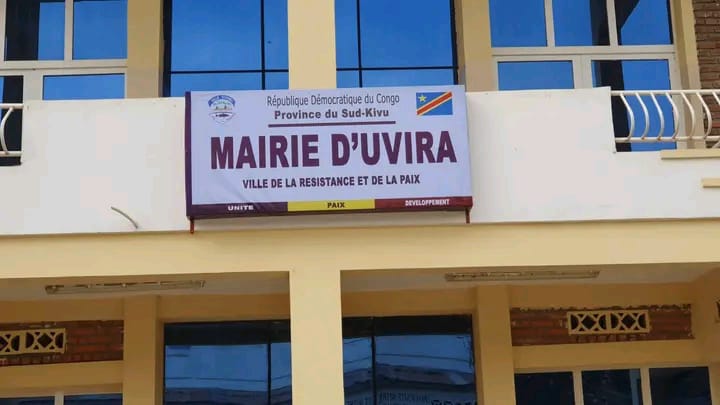 République Démocratique du Congo
Province du Sud-Kivu
MAIRIE D'UVIRA
VILLE DE LA RESISTANCE ET DE LA PAIX
UNITE PAIX DEVELOPPEMENT